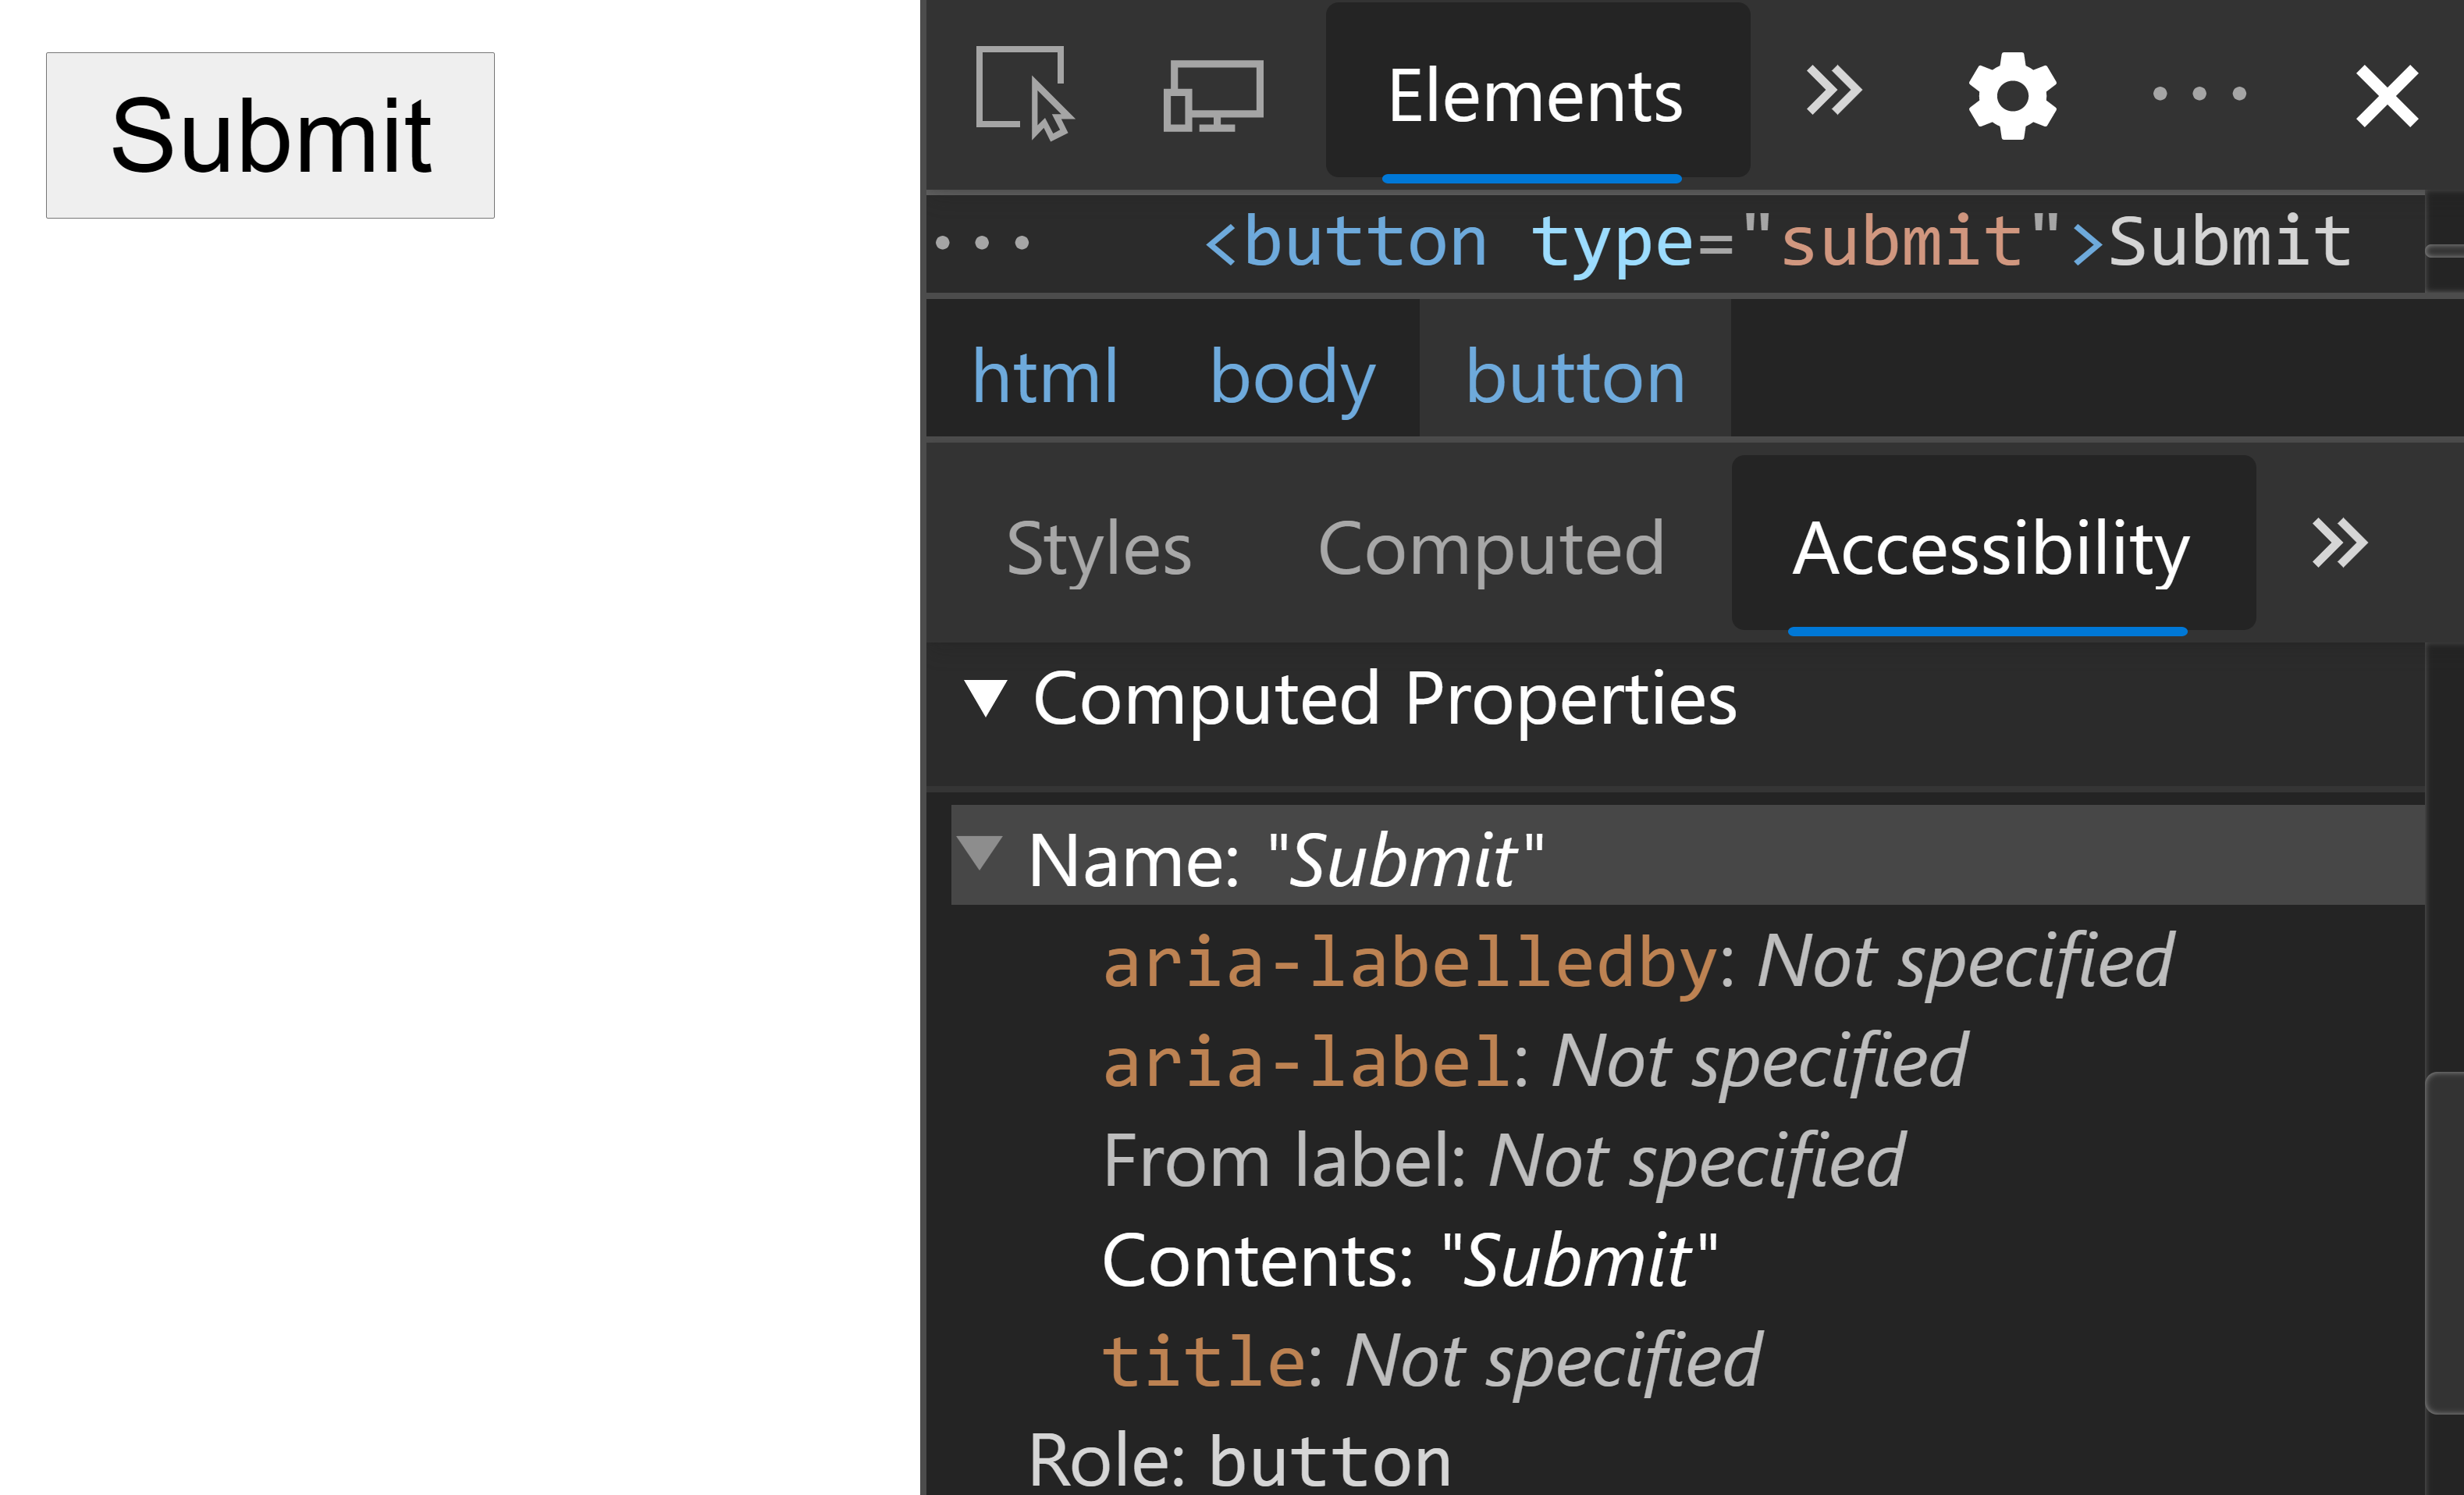 Submit
Elements
<button type="submit">Submit
html body button
Styles Computed Accessibility
Computed Properties
Name: "Submit"
aria-labelledby: Not specified
aria-label: Not specified
From label: Not specified
Contents: "Submit"
title: Not specified
Role: button